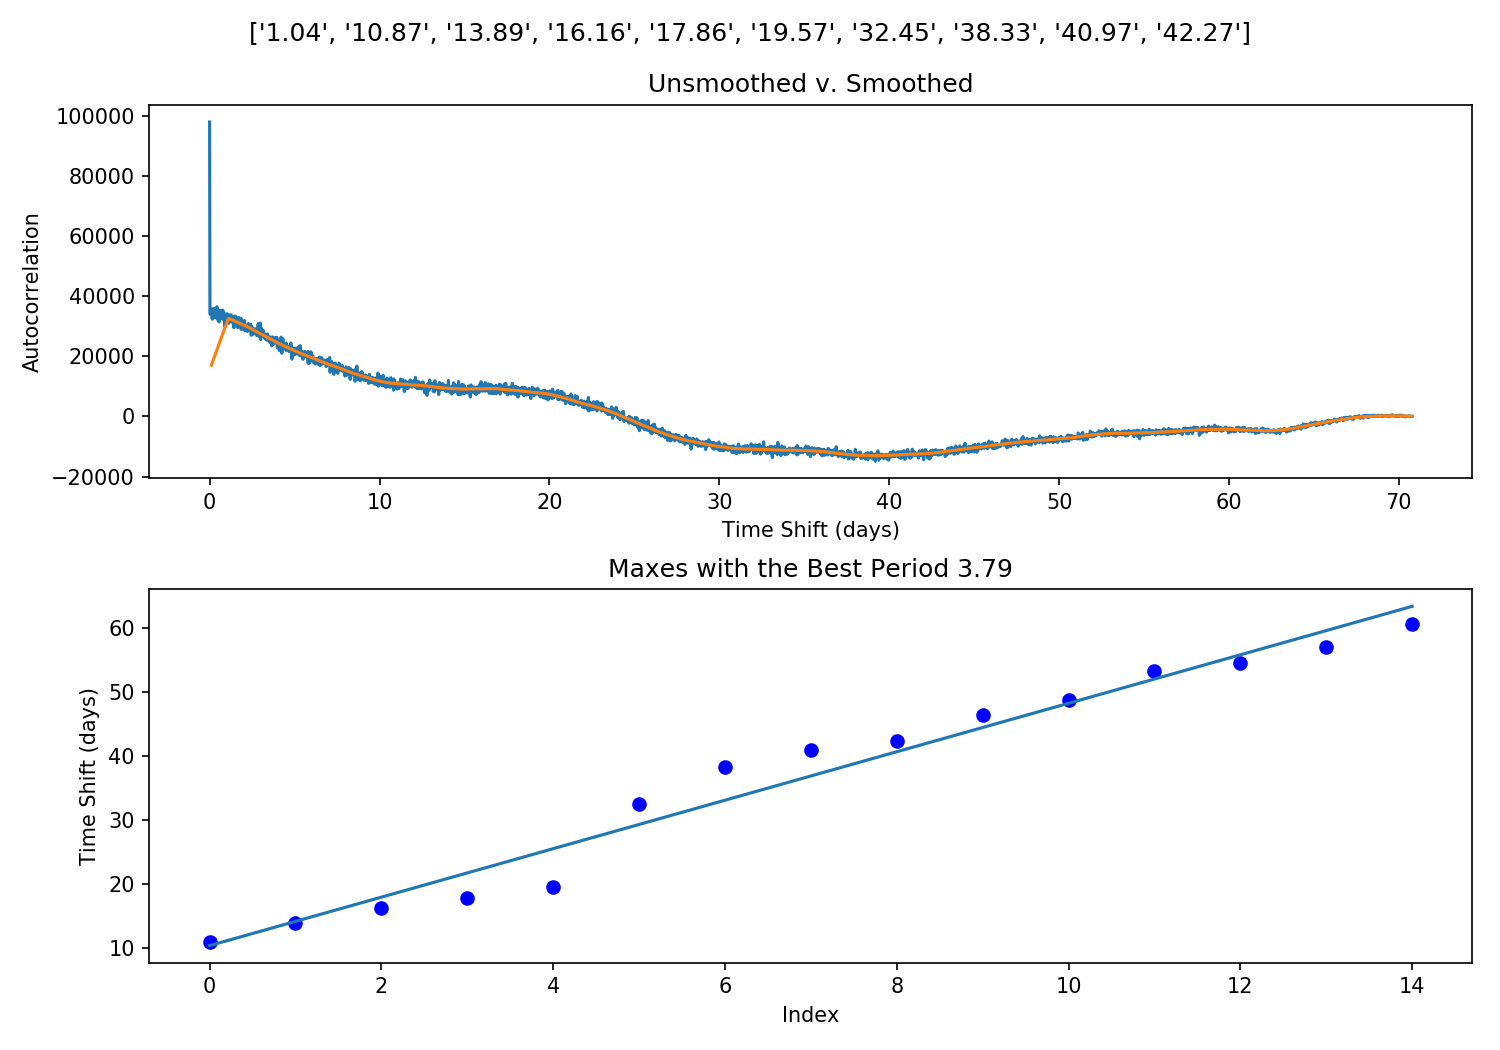 ['1.04', '10.87', '13.89', '16.16', '17.86', '19.57', '32.45', '38.33', '40.97', '42.27']
Unsmoothed v. Smoothed
100000
80000
60000
40000
20000
0
−20000
Autocorrelation
0 10 20 30 40 50 60 70
Time Shift (days)
Maxes with the Best Period 3.79
60
50
40
30
20
10
Time Shift (days)
0 2 4 6 8 10 12 14
Index